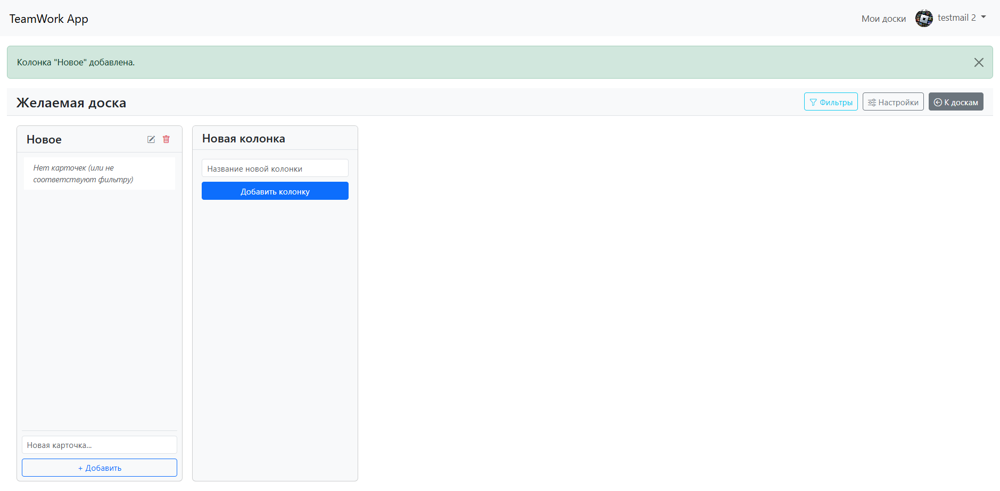 TeamWork App
Мои доски
testmail 2
Колонка "Новое" добавлена.
Желаемая доска
Фильтры
Настройки
К доскам
Новое
Нет карточек (или не
соответствуют фильтру)
Новая карточка...
+ Добавить
Новая колонка
Название новой колонки
Добавить колонку